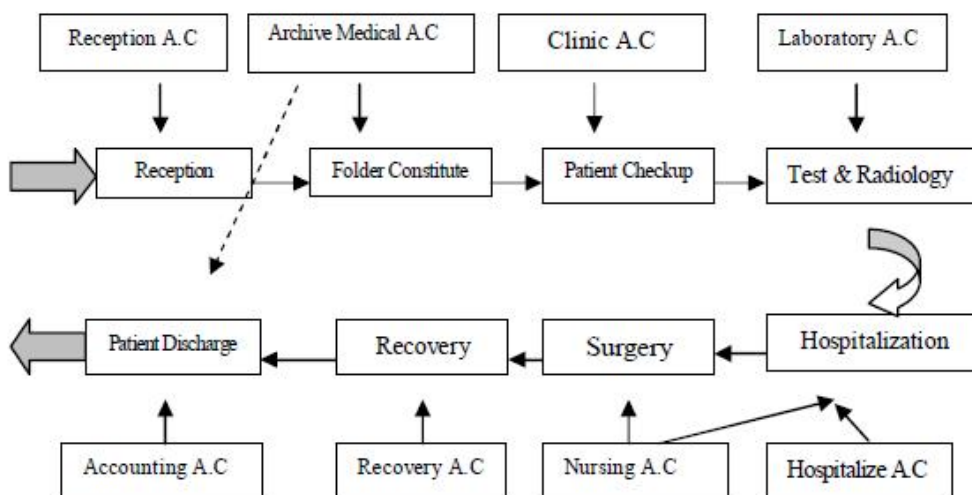 Reception A.C
Archive Medical A.C
Clinic A.C
Laboratory A.C
Reception
Folder Constitute
Patient Checkup
Test & Radiology
Patient Discharge
Recovery
Surgery
Hospitalization
Accounting A.C
Recovery A.C
Nursing A.C
Hospitalize A.C